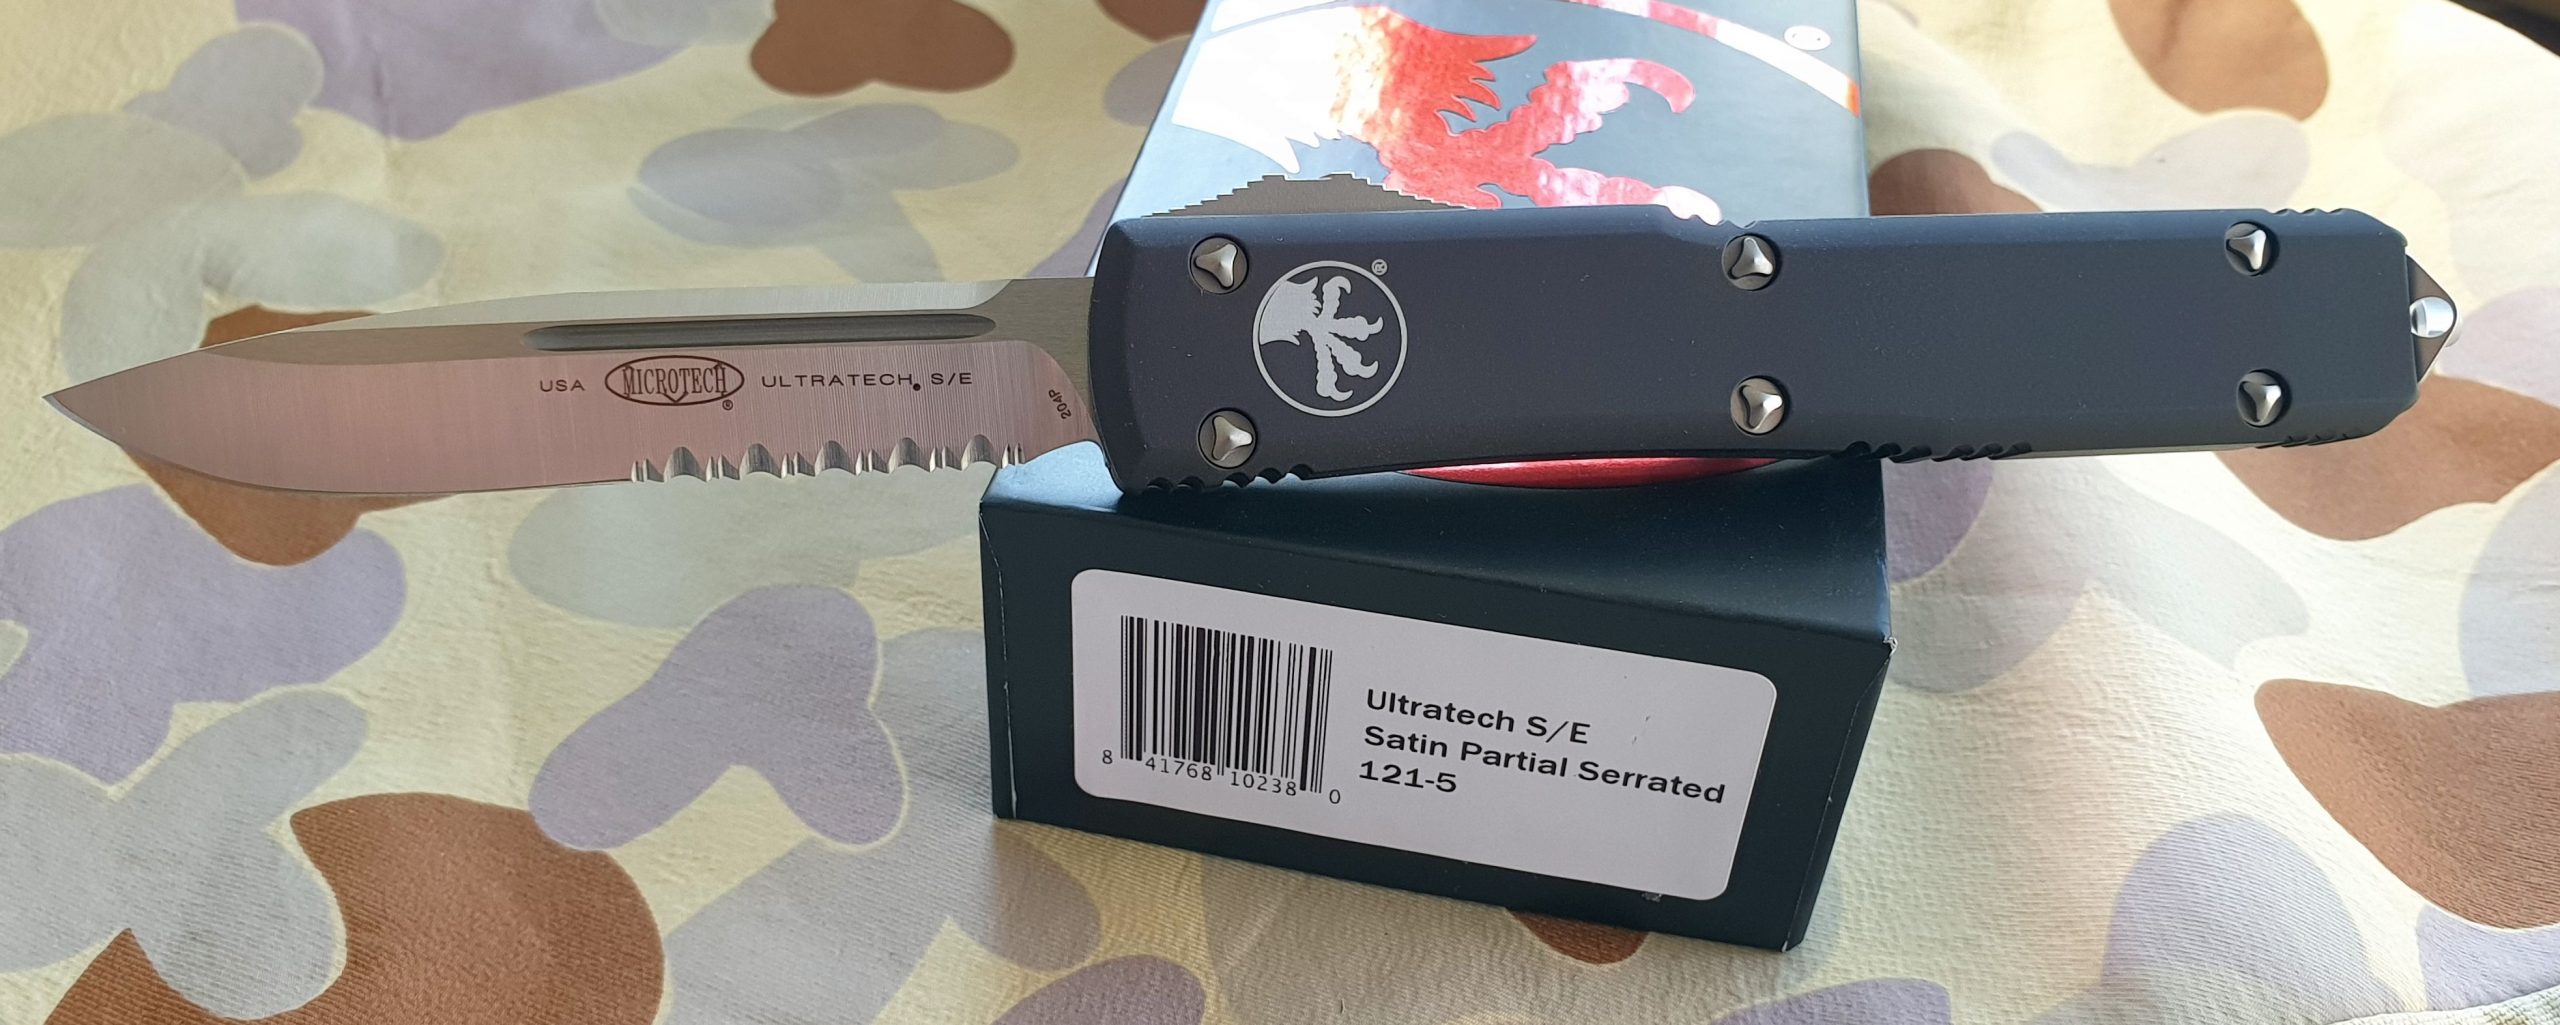 USA MICROTECH® ULTRATECH® S/E
204P
®
Ultratech S/E
Satin Partial Serrated
121-5
8 41768 10238 0